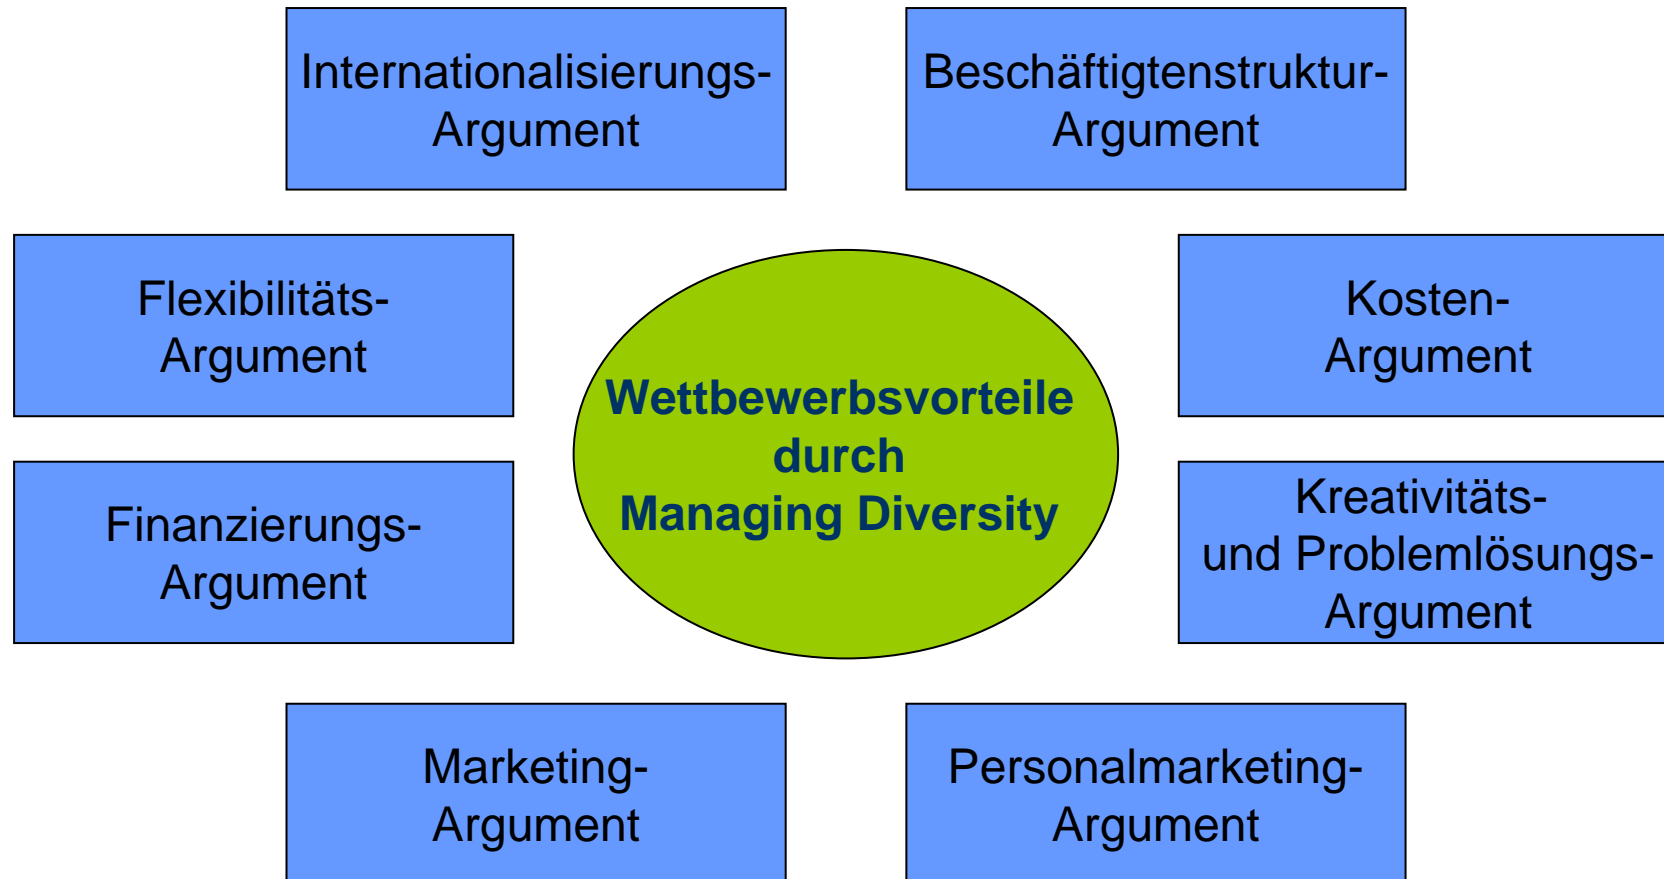 Internationalisierungs-
Argument
Beschäftigtenstruktur-
Argument
Flexibilitäts-
Argument
Kosten-
Argument
Wettbewerbsvorteile
durch
Managing Diversity
Finanzierungs-
Argument
Kreativitäts-
und Problemlösungs-
Argument
Marketing-
Argument
Personalmarketing-
Argument